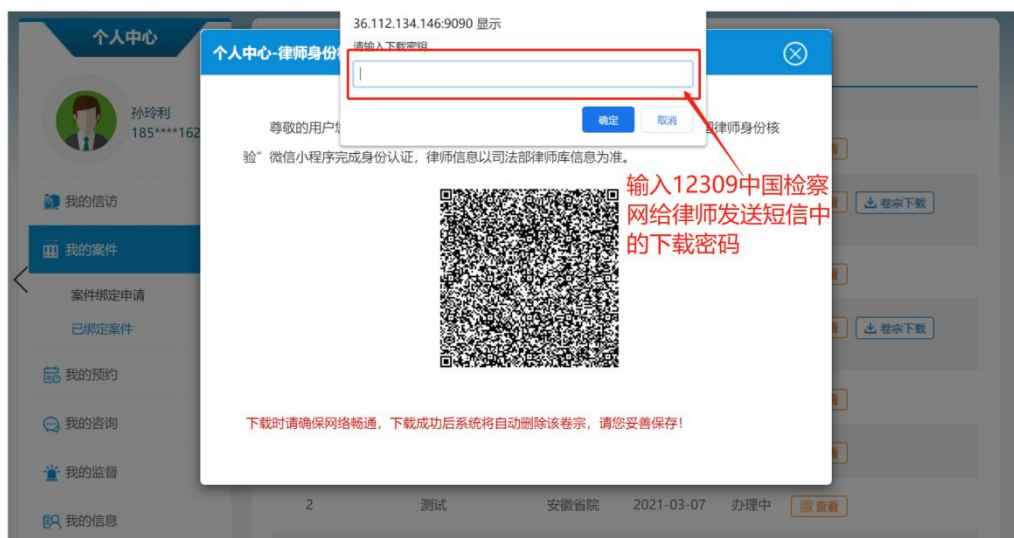 个人中心
孙玲利
185****162
我的信访
我的案件
案件绑定申请
已绑定案件
我的预约
我的咨询
我的监督
我的信息
36.112.134.146:9090 显示
请输入下载密钥
确定
取消
个人中心-律师身份
尊敬的用户
律师身份核
验”微信小程序完成身份认证，律师信息以司法部律师库信息为准。
输入12309中国检察
网给律师发送短信中
的下载密码
下载时请确保网络畅通，下载成功后系统将自动删除该卷宗，请您妥善保存！
卷宗下载
卷宗下载
2 测试 安徽省院 2021-03-07 办理中 查看